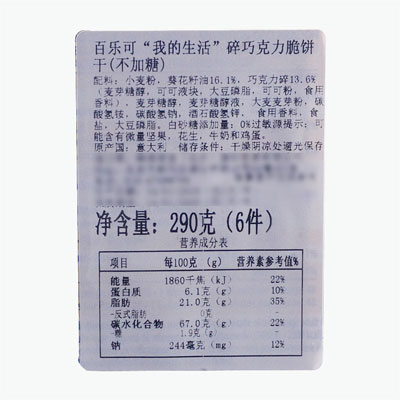 百乐可“我的生活”碎巧克力脆饼
干(不加糖)
配料：小麦粉，葵花籽油16.1%，巧克力碎13.6%
（麦芽糖醇，可可液块，大豆磷脂，可可粉，食用
香料），麦芽糖醇，麦芽糖醇液，大麦麦芽粉，碳
酸氢铵，碳酸氢钠，酒石酸氢钾，食用香料，食
盐，大豆磷脂。白砂糖添加量：0%过敏源提示：可
能含有微量坚果，花生，牛奶和鸡蛋。
原产国：意大利 储存条件：干燥阴凉处避光保存
净含量：290克（6件）
营养成分表
项目 每100克（g） 营养素参考值%
能量 1860千焦（kJ） 22%
蛋白质 6.1克（g） 10%
脂肪 21.0克（g） 35%
-反式脂肪 0克
碳水化合物 67.0克（g） 22%
-糖 1.9克（g）
钠 244毫克（mg） 12%